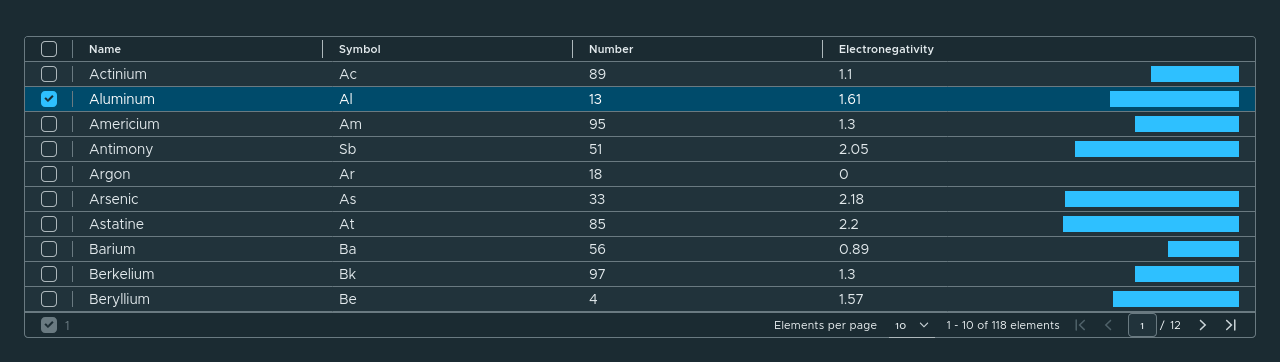 Name Symbol Number Electronegativity
Actinium Ac 89 1.1
Aluminum Al 13 1.61
Americium Am 95 1.3
Antimony Sb 51 2.05
Argon Ar 18 0
Arsenic As 33 2.18
Astatine At 85 2.2
Barium Ba 56 0.89
Berkelium Bk 97 1.3
Beryllium Be 4 1.57
1 Elements per page 10 1 - 10 of 118 elements 1 / 12